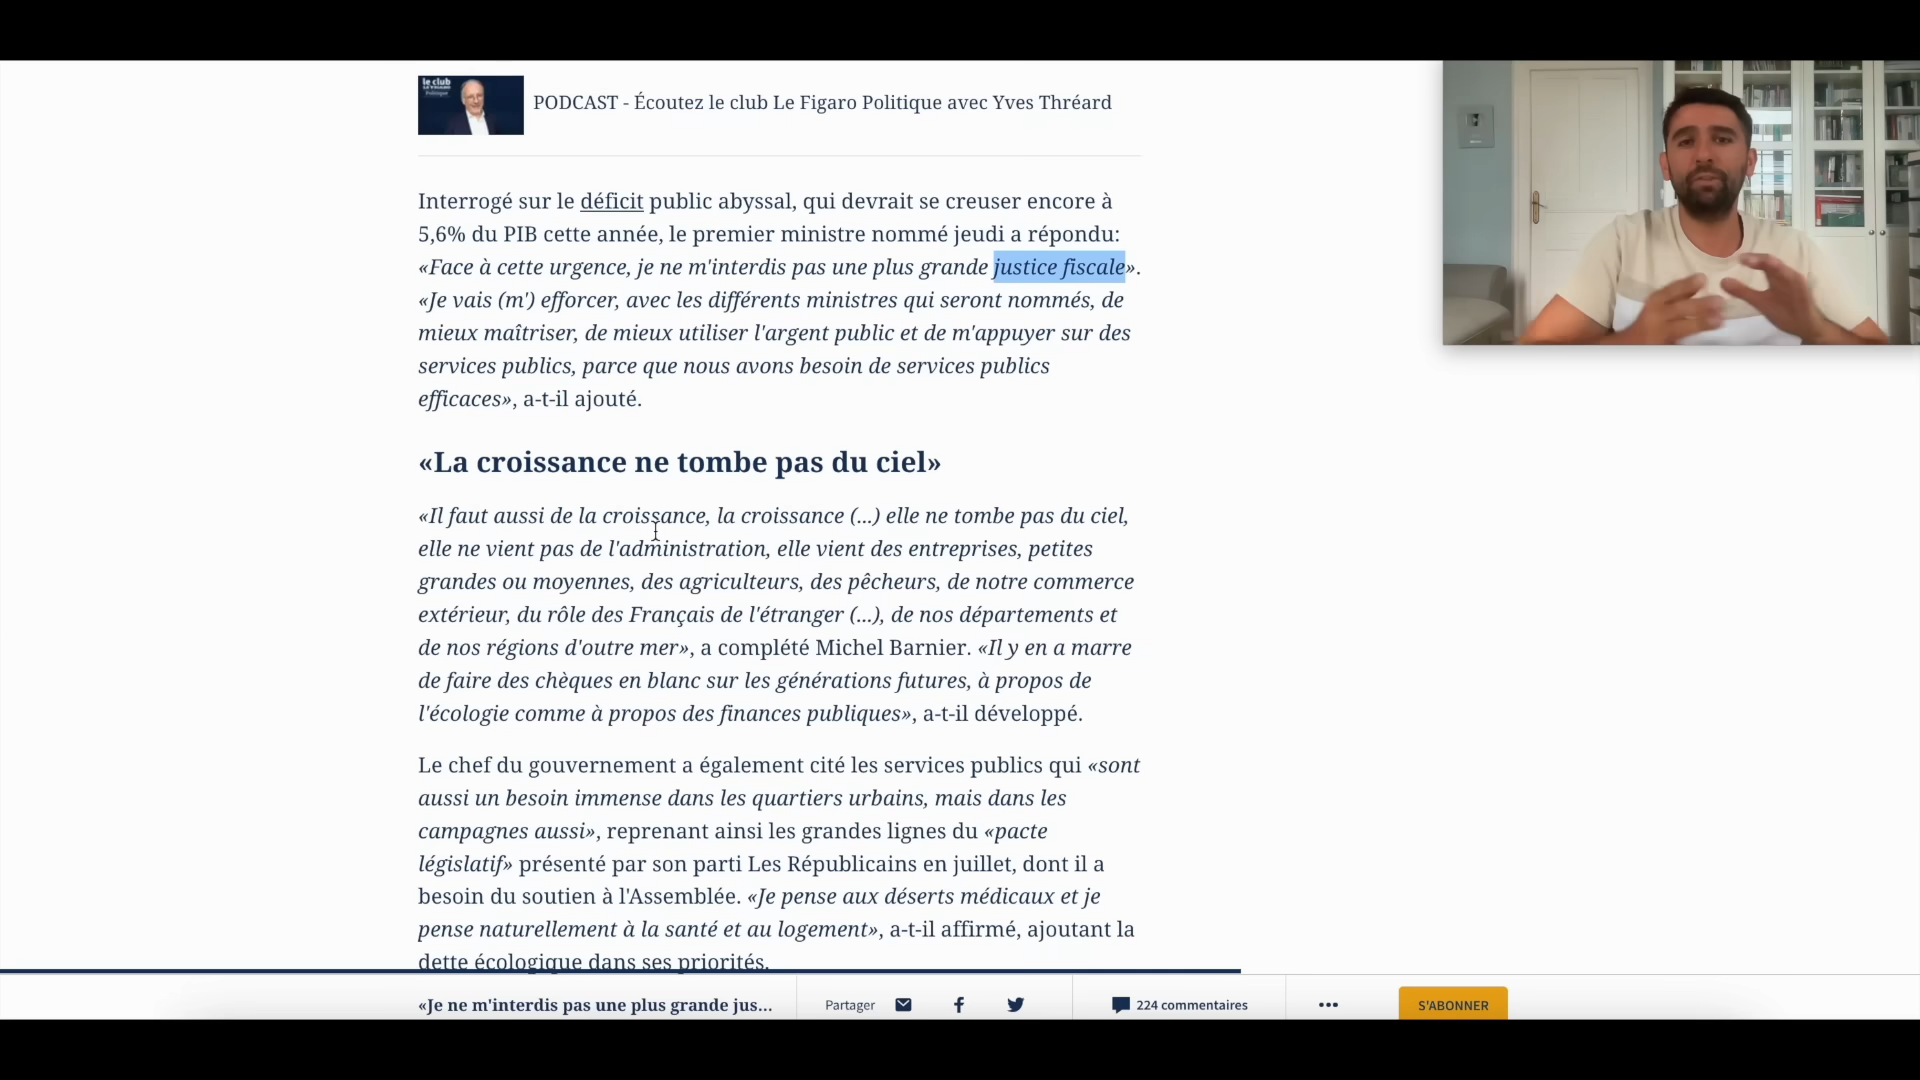 le club
LE FIGARO
Politique
PODCAST - Écoutez le club Le Figaro Politique avec Yves Thréard
Interrogé sur le déficit public abyssal, qui devrait se creuser encore à
5,6% du PIB cette année, le premier ministre nommé jeudi a répondu:
«Face à cette urgence, je ne m'interdis pas une plus grande justice fiscale».
«Je vais (m') efforcer, avec les différents ministres qui seront nommés, de
mieux maîtriser, de mieux utiliser l'argent public et de m'appuyer sur des
services publics, parce que nous avons besoin de services publics
efficaces», a-t-il ajouté.
«La croissance ne tombe pas du ciel»
«Il faut aussi de la croissance, la croissance (...) elle ne tombe pas du ciel,
elle ne vient pas de l'administration, elle vient des entreprises, petites
grandes ou moyennes, des agriculteurs, des pêcheurs, de notre commerce
extérieur, du rôle des Français de l'étranger (...), de nos départements et
de nos régions d'outre mer», a complété Michel Barnier. «Il y en a marre
de faire des chèques en blanc sur les générations futures, à propos de
l'écologie comme à propos des finances publiques», a-t-il développé.
Le chef du gouvernement a également cité les services publics qui «sont
aussi un besoin immense dans les quartiers urbains, mais dans les
campagnes aussi», reprenant ainsi les grandes lignes du «pacte
législatif» présenté par son parti Les Républicains en juillet, dont il a
besoin du soutien à l'Assemblée. «Je pense aux déserts médicaux et je
pense naturellement à la santé et au logement», a-t-il affirmé, ajoutant la
dette écologique dans ses priorités.
«Je ne m'interdis pas une plus grande jus...
Partager
224 commentaires
S'ABONNER